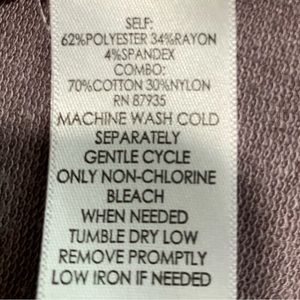 SELF:
62%POLYESTER 34%RAYON
4%SPANDEX
COMBO:
70%COTTON 30%NYLON
RN 87935
MACHINE WASH COLD
SEPARATELY
GENTLE CYCLE
ONLY NON-CHLORINE
BLEACH
WHEN NEEDED
TUMBLE DRY LOW
REMOVE PROMPTLY
LOW IRON IF NEEDED